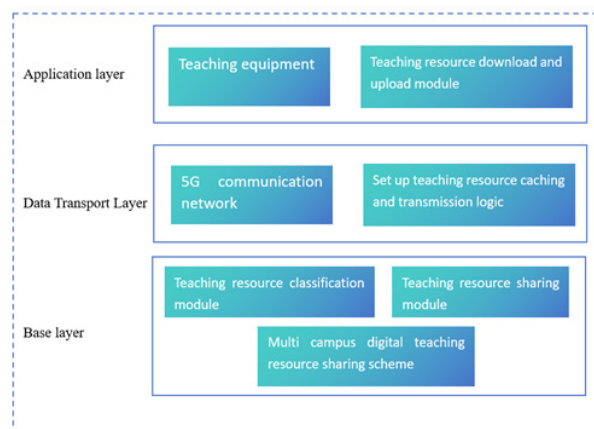 Application layer
Teaching equipment
Teaching resource download and
upload module
Data Transport Layer
5G communication
network
Set up teaching resource caching
and transmission logic
Base layer
Teaching resource classification
module
Teaching resource sharing
module
Multi campus digital teaching
resource sharing scheme